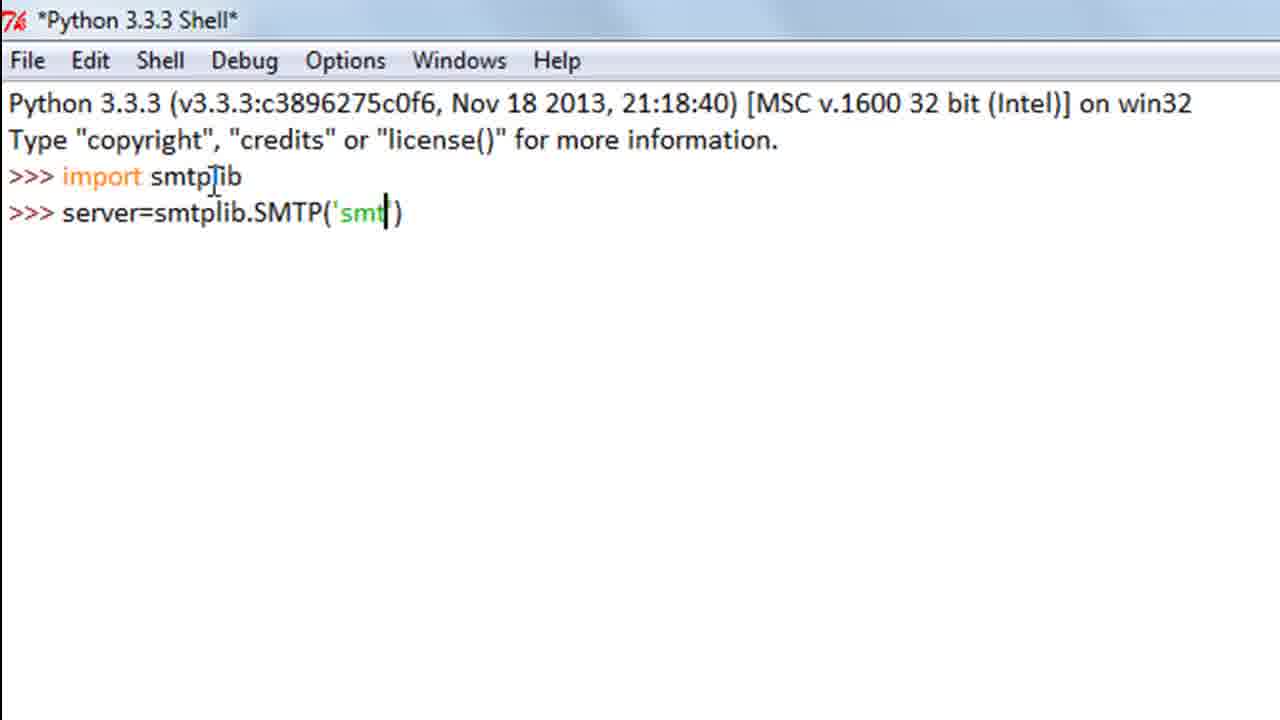 *Python 3.3.3 Shell*
File Edit Shell Debug Options Windows Help
Python 3.3.3 (v3.3.3:c3896275c0f6, Nov 18 2013, 21:18:40) [MSC v.1600 32 bit (Intel)] on win32
Type "copyright", "credits" or "license()" for more information.
>>> import smtplib
>>> server=smtplib.SMTP('smt')